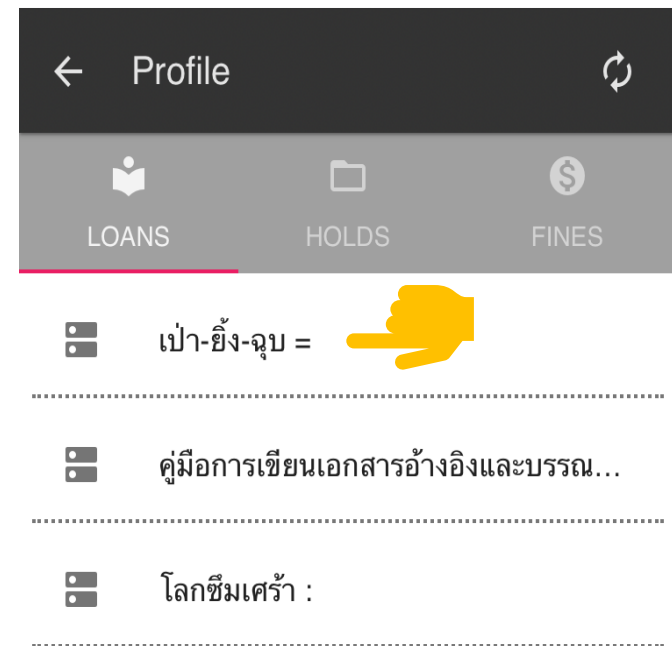 Profile
LOANS HOLDS FINES
เป่า-ยิ้ง-ฉุบ =
คู่มือการเขียนเอกสารอ้างอิงและบรรณ...
โลกซึมเศร้า :